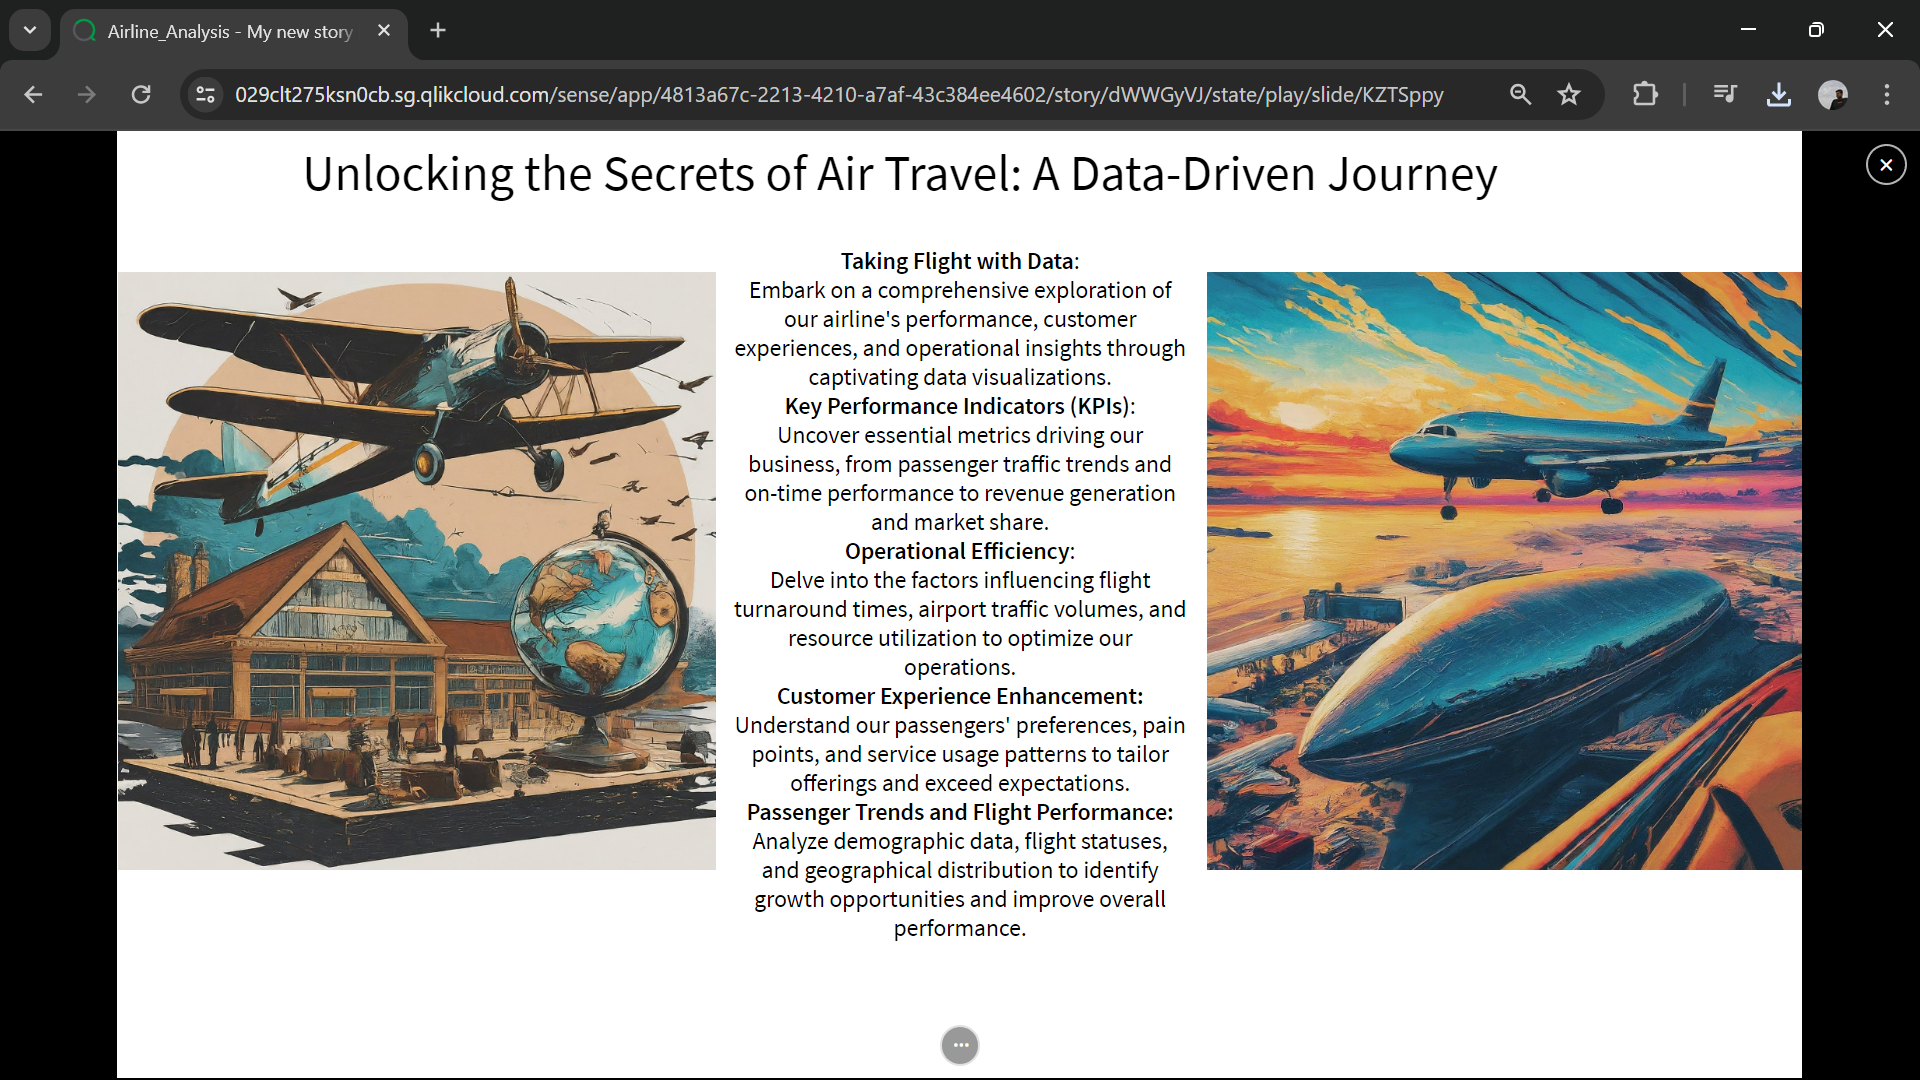 Airline_Analysis - My new story
029clt275ksn0cb.sg.qlikcloud.com/sense/app/4813a67c-2213-4210-a7af-43c384ee4602/story/dWWGyVJ/state/play/slide/KZTSppy
Unlocking the Secrets of Air Travel: A Data-Driven Journey
Taking Flight with Data:
Embark on a comprehensive exploration of
our airline's performance, customer
experiences, and operational insights through
captivating data visualizations.
Key Performance Indicators (KPIs):
Uncover essential metrics driving our
business, from passenger traffic trends and
on-time performance to revenue generation
and market share.
Operational Efficiency:
Delve into the factors influencing flight
turnaround times, airport traffic volumes, and
resource utilization to optimize our
operations.
Customer Experience Enhancement:
Understand our passengers' preferences, pain
points, and service usage patterns to tailor
offerings and exceed expectations.
Passenger Trends and Flight Performance:
Analyze demographic data, flight statuses,
and geographical distribution to identify
growth opportunities and improve overall
performance.